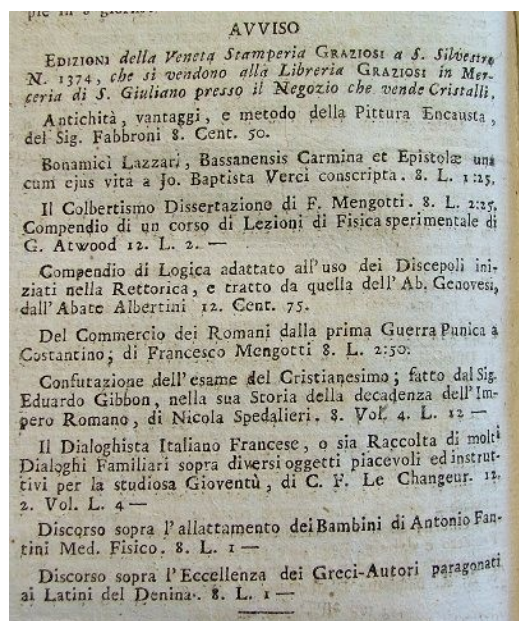 AVVISO
EDIZIONI della Veneta Stamperia GRAZIOSI a S. Silvestro
N. 1374, che si vendono alla Libreria GRAZIOSI in Mer-
ceria di S. Giuliano presso il Negozio che vende Cristalli.
Antichità, vantaggi, e metodo della Pittura Encausta,
del Sig. Fabbroni 8. Cent. 50.
Bonamici Lazzari, Bassanensis Carmina et Epistolæ una
cum ejus vita a Jo. Baptista Verci conscripta. 8. L. 1:25.
Il Colbertismo Dissertazione di F. Mengotti. 8. L. 2:25.
Compendio di un corso di Lezioni di Fisica sperimentale di
G. Atwood 12. L. 2. —
Compendio di Logica adattato all'uso dei Discepoli ini-
ziati nella Rettorica, e tratto da quella dell'Ab. Genovesi,
dall'Abate Albertini 12. Cent. 75.
Del Commercio dei Romani dalla prima Guerra Punica a
Costantino; di Francesco Mengotti 8. L. 2:50.
Confutazione dell'esame del Cristianesimo; fatto dal Sig.
Eduardo Gibbon, nella sua Storia della decadenza dell'Im-
pero Romano, di Nicola Spedalieri. 8. Vol. 4. L. 12 —
Il Dialoghista Italiano Francese, o sia Raccolta di molti
Dialoghi Familiari sopra diversi oggetti piacevoli ed instrut-
tivi per la studiosa Gioventù, di C. F. Le Changeur. 12.
2. Vol. L. 4 —
Discorso sopra l'allattamento dei Bambini di Antonio Fan-
tini Med. Fisico. 8. L. 1 —
Discorso sopra l'Eccellenza dei Greci-Autori paragonati
ai Latini del Denina. 8. L. 1 —